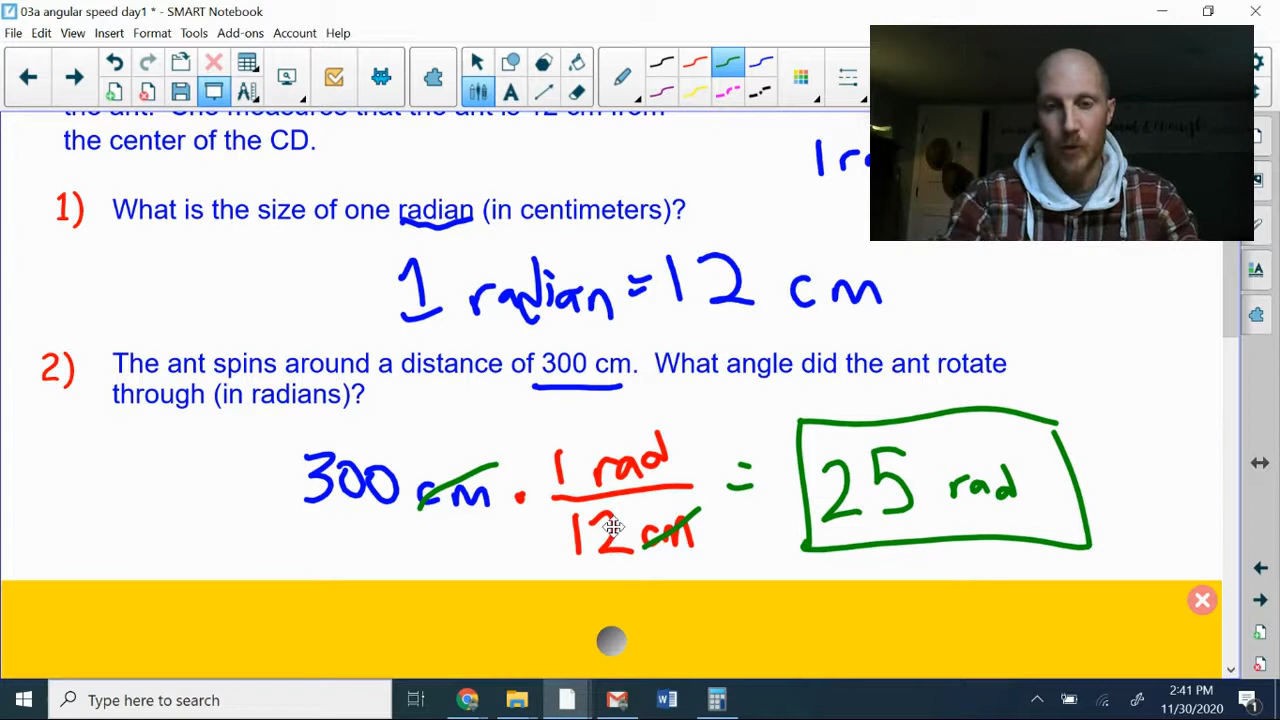 03a angular speed day1 * - SMART Notebook
File Edit View Insert Format Tools Add-ons Account Help
the center of the CD.
1) What is the size of one radian (in centimeters)?
1 radian = 12 cm
2) The ant spins around a distance of 300 cm. What angle did the ant rotate
through (in radians)?
300 cm · 1 rad / 12 cm = 25 rad
Type here to search
2:41 PM
11/30/2020